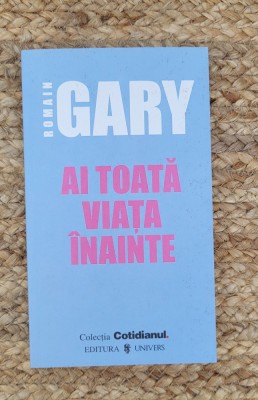 ROMAIN
GARY
AI TOATĂ
VIAȚA
ÎNAINTE
Colecția Cotidianul.
EDITURA UNIVERS